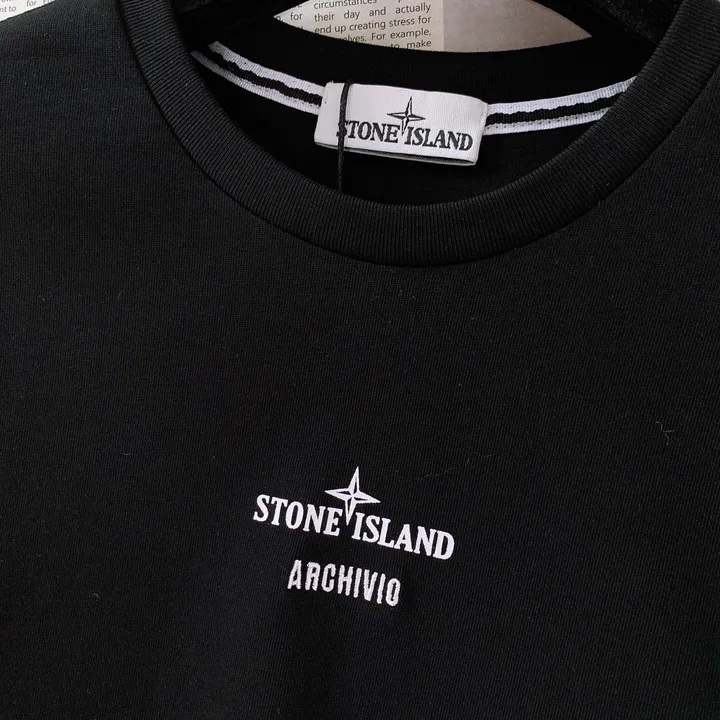 circumstances
for their day and actually
end up creating stress for
For example,
to make
STONE ISLAND
STONE ISLAND
ARCHIVIO